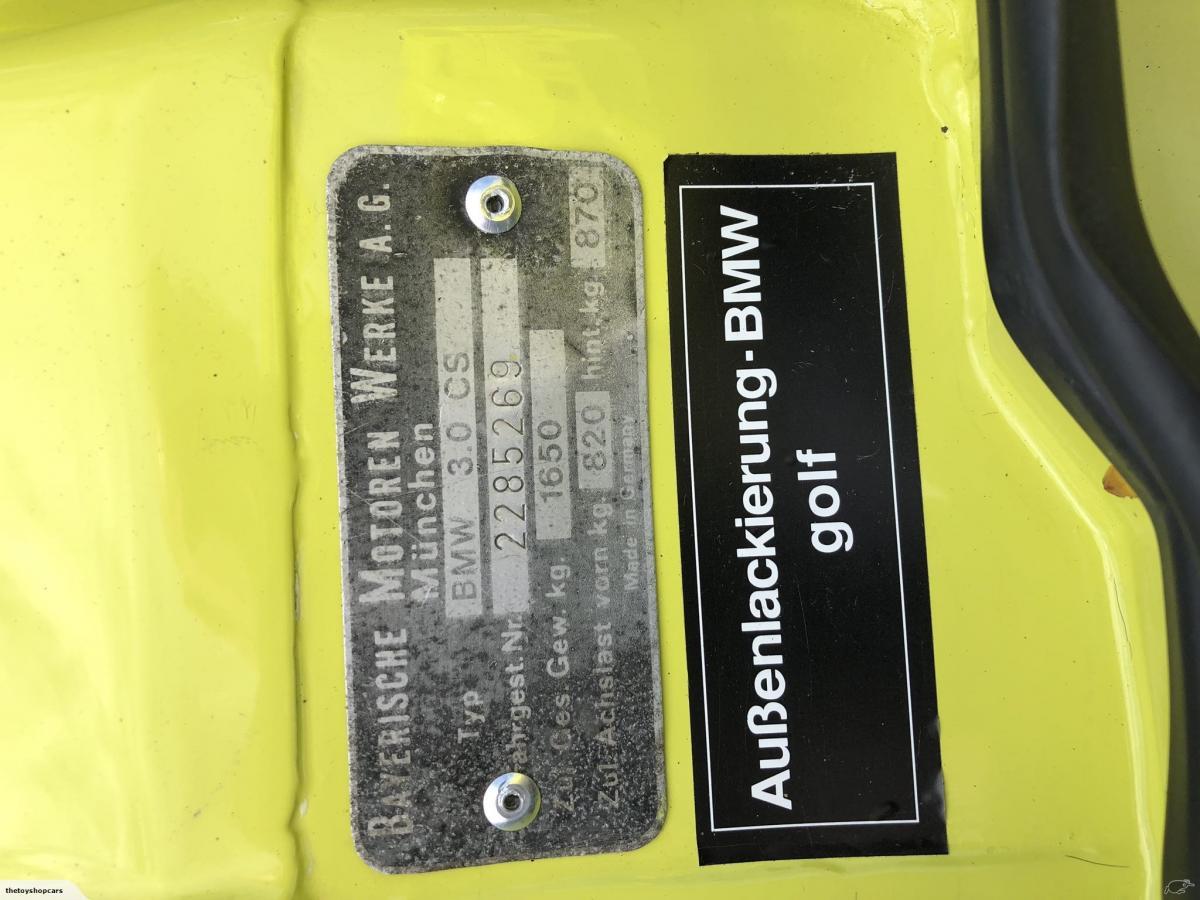 BAYERISCHE MOTOREN WERKE A.G.
München
Typ BMW 3.0 CS
Fahrgest.Nr. 2285269
Zul. Ges. Gew. kg. 1650
Zul. Achslast vorn kg 820 hnt. kg 870
Made in Germany
Außenlackierung-BMW
golf
thetoyshopcars